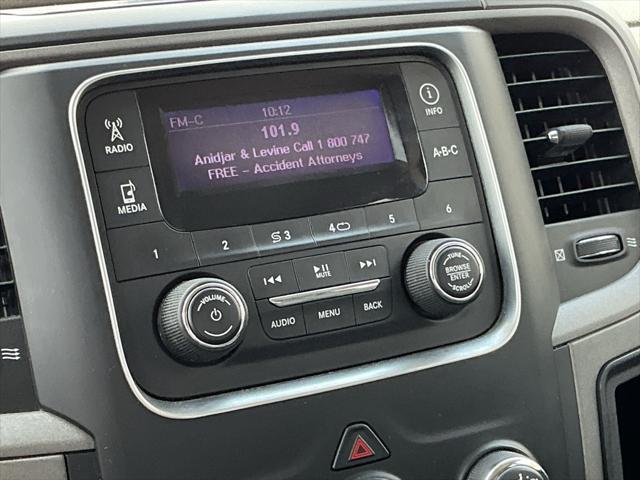 FM-C 10:12
101.9
Anidjar & Levine Call 1 800 747
FREE - Accident Attorneys
RADIO
MEDIA
INFO
A-B-C
1 2 3 4 5 6
MUTE
VOLUME
AUDIO MENU BACK
TUNE
BROWSE
ENTER
SCROLL